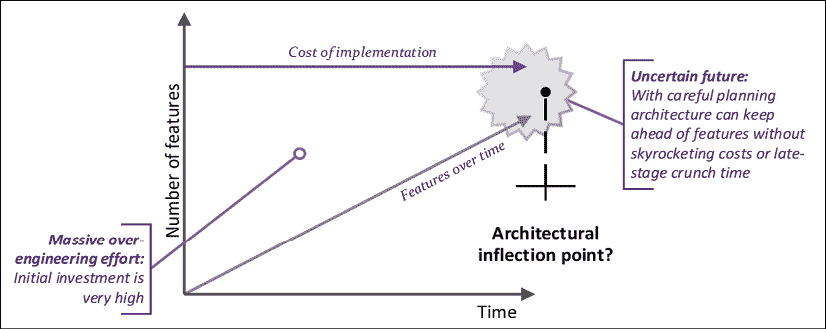 Cost of implementation
Uncertain future:
With careful planning
architecture can keep
ahead of features without
skyrocketing costs or late-
stage crunch time
Number of features
Features over time
Massive over-
engineering effort:
Initial investment is
very high
Architectural
inflection point?
Time